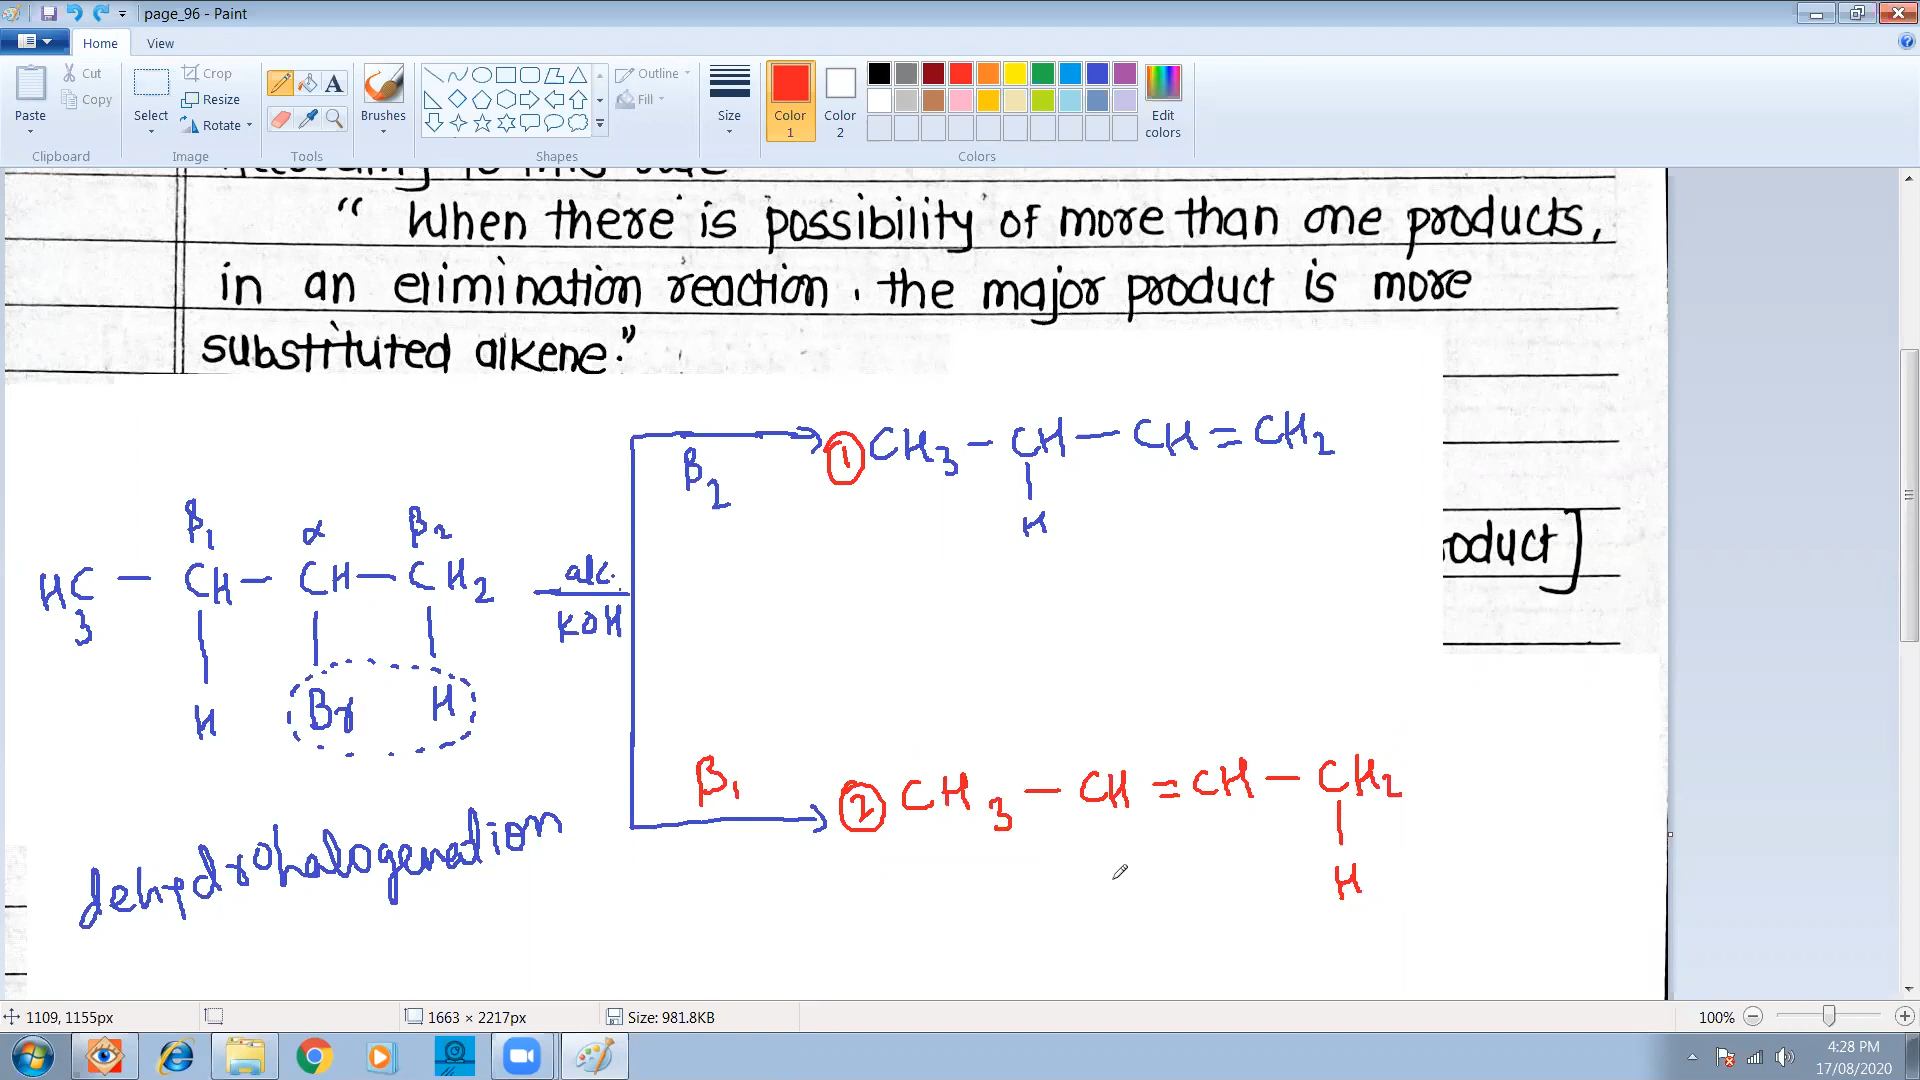 page_96 - Paint
Home View
Paste Cut Copy Select Crop Resize Rotate Brushes Outline Fill Size Color 1 Color 2 Edit colors
Clipboard Image Tools Shapes Colors
“ When there is possibility of more than one products,
in an elimination reaction, the major product is more
substituted alkene.”
① CH3 - CH - CH = CH2
β2
H
β1 α β2
H3C - CH - CH - CH2
alc.
KOH
H Br H
oduct]
β1
② CH3 - CH = CH - CH2
H
dehydrohalogenation
1109, 1155px 1663 × 2217px Size: 981.8KB 100%
4:28 PM
17/08/2020